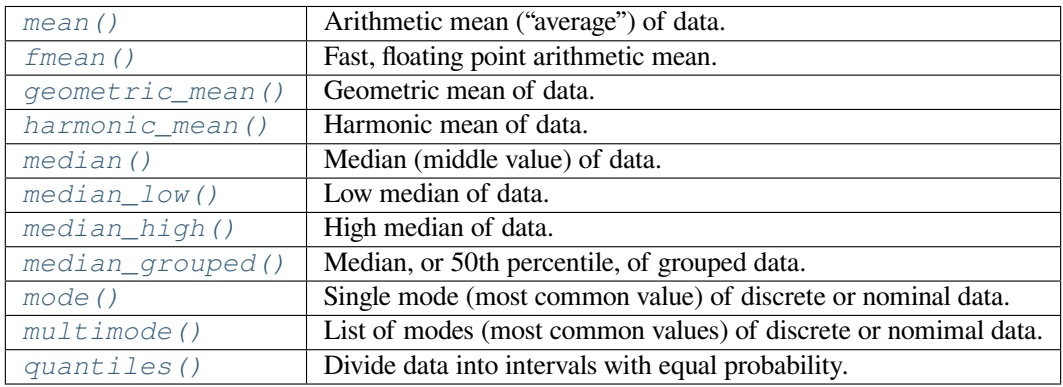 mean() Arithmetic mean (“average”) of data.
fmean() Fast, floating point arithmetic mean.
geometric_mean() Geometric mean of data.
harmonic_mean() Harmonic mean of data.
median() Median (middle value) of data.
median_low() Low median of data.
median_high() High median of data.
median_grouped() Median, or 50th percentile, of grouped data.
mode() Single mode (most common value) of discrete or nominal data.
multimode() List of modes (most common values) of discrete or nomimal data.
quantiles() Divide data into intervals with equal probability.